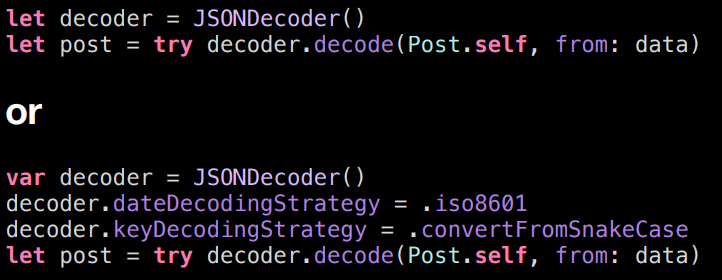 let decoder = JSONDecoder()
let post = try decoder.decode(Post.self, from: data)
or
var decoder = JSONDecoder()
decoder.dateDecodingStrategy = .iso8601
decoder.keyDecodingStrategy = .convertFromSnakeCase
let post = try decoder.decode(Post.self, from: data)